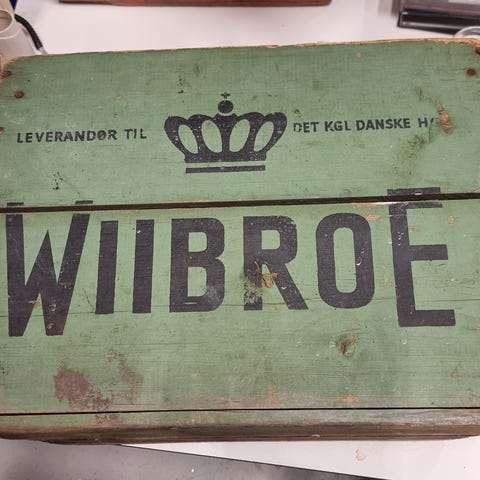 LEVERANDØR TIL DET KGL DANSKE
WIIBROE